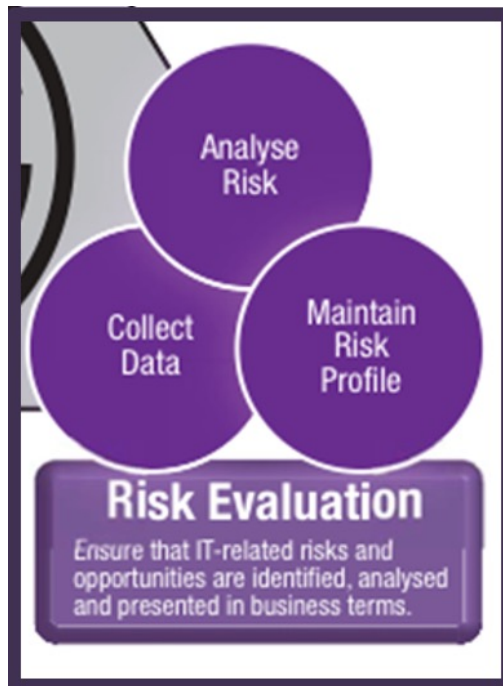 Analyse
Risk
Collect
Data
Maintain
Risk
Profile
Risk Evaluation
Ensure that IT-related risks and
opportunities are identified, analysed
and presented in business terms.